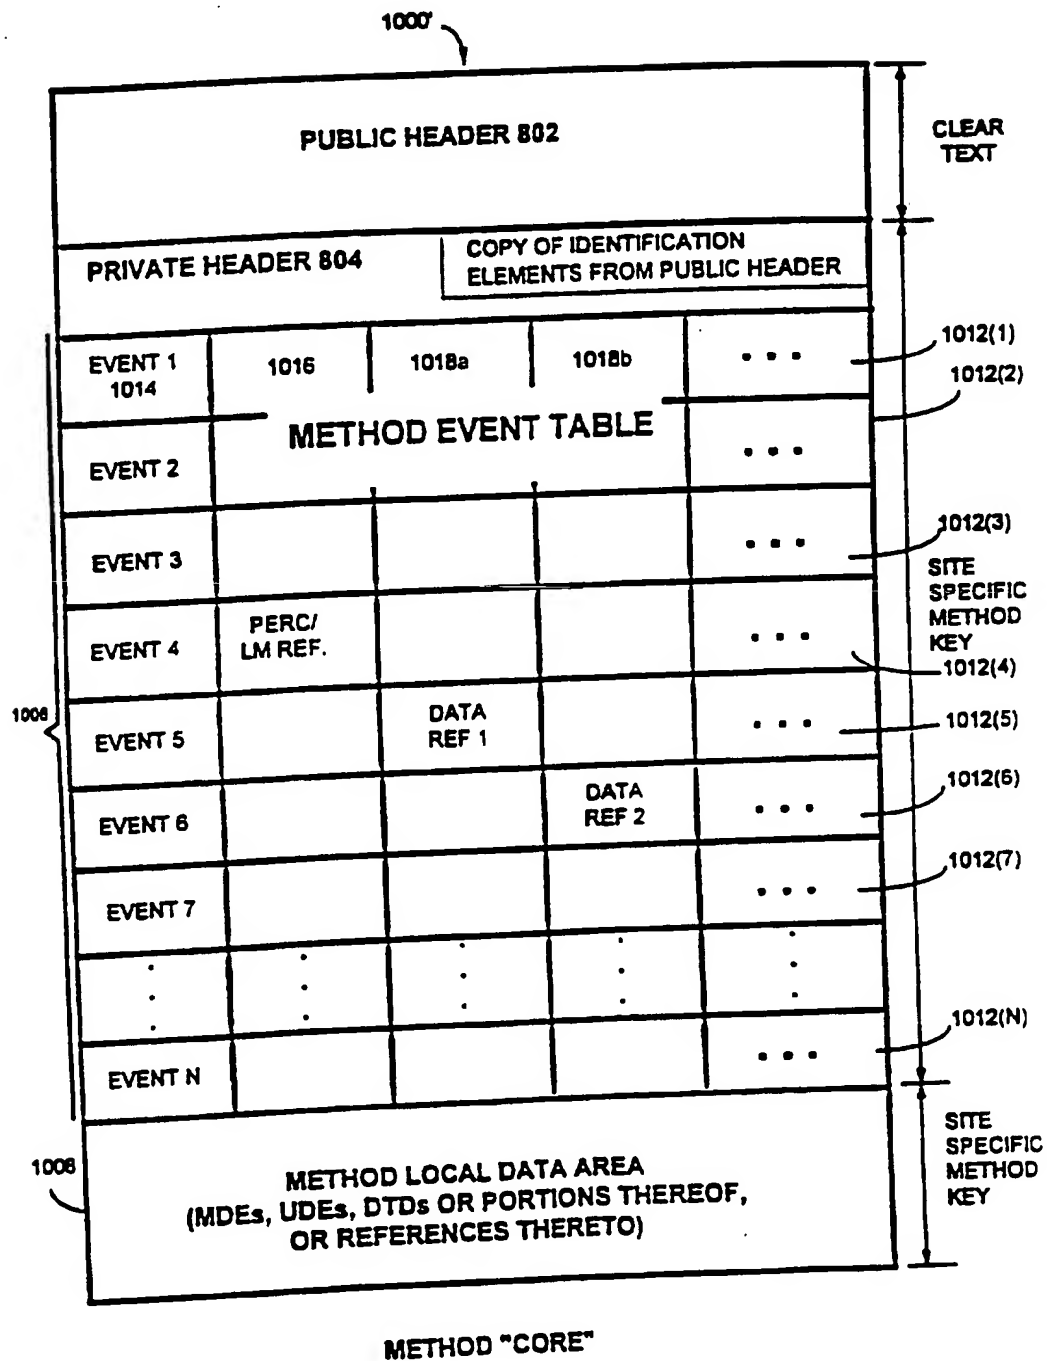 1000'
PUBLIC HEADER 802
CLEAR
TEXT
PRIVATE HEADER 804
COPY OF IDENTIFICATION
ELEMENTS FROM PUBLIC HEADER
EVENT 1
1014
1016
1018a
1018b
• • •
1012(1)
1012(2)
METHOD EVENT TABLE
EVENT 2
• • •
EVENT 3
• • •
1012(3)
SITE
SPECIFIC
METHOD
KEY
EVENT 4
PERC/
LM REF.
• • •
1012(4)
1006
EVENT 5
DATA
REF 1
• • •
1012(5)
EVENT 6
DATA
REF 2
• • •
1012(6)
EVENT 7
• • •
1012(7)
EVENT N
• • •
1012(N)
SITE
SPECIFIC
METHOD
KEY
1008
METHOD LOCAL DATA AREA
(MDEs, UDEs, DTDs OR PORTIONS THEREOF,
OR REFERENCES THERETO)
METHOD "CORE"